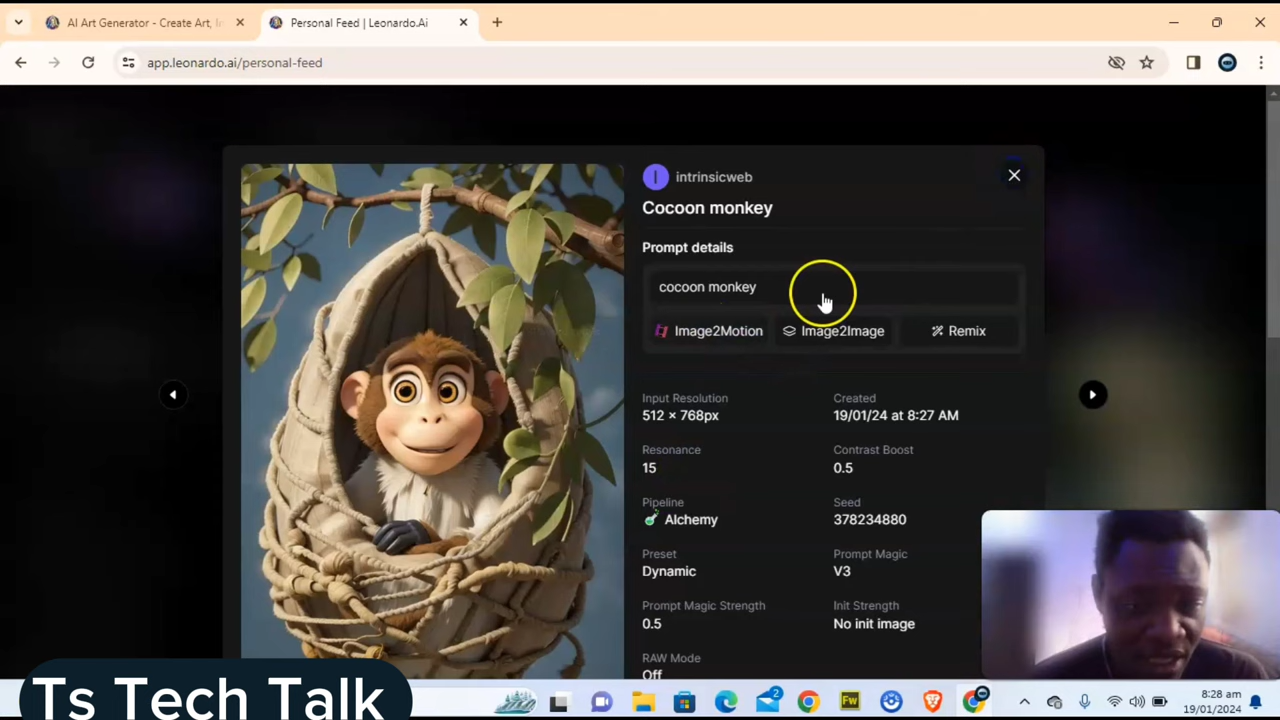 AI Art Generator - Create Art, I
Personal Feed | Leonardo.Ai
app.leonardo.ai/personal-feed
intrinsicweb
Cocoon monkey
Prompt details
cocoon monkey
Image2Motion
Image2Image
Remix
Input Resolution
512 × 768px
Created
19/01/24 at 8:27 AM
Resonance
15
Contrast Boost
0.5
Pipeline
Alchemy
Seed
378234880
Preset
Dynamic
Prompt Magic
V3
Prompt Magic Strength
0.5
Init Strength
No init image
RAW Mode
Off
Ts Tech Talk
2
Fw
8:28 am
19/01/2024